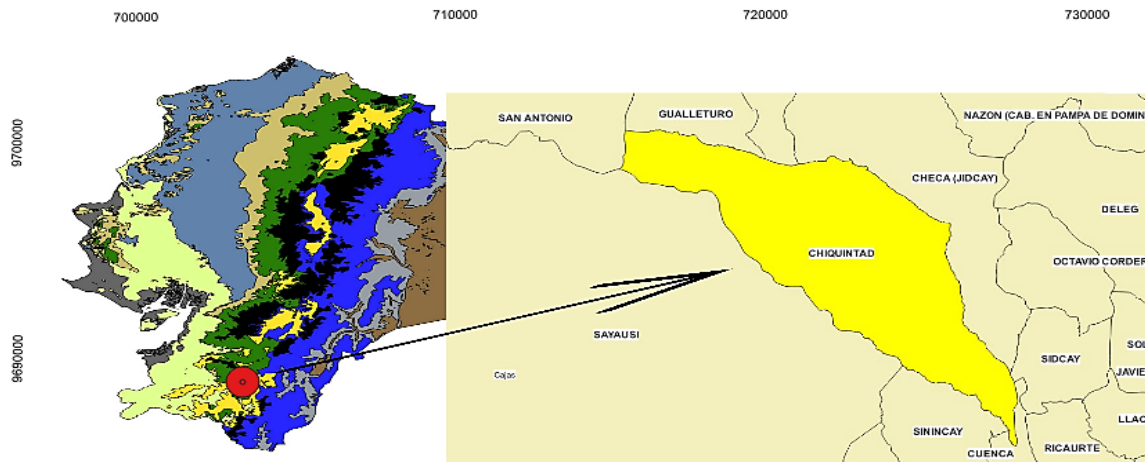 700000 710000 720000 730000
9700000
9690000
SAN ANTONIO
GUALLETURO
NAZON (CAB. EN PAMPA DE DOMIN
CHECA (JIDCAY)
DELEG
CHIQUINTAD
OCTAVIO CORDER
SAYAUSI
SIDCAY
SOL
Cajas
JAVIE
LLAC
SININCAY
CUENCA
RICAURTE